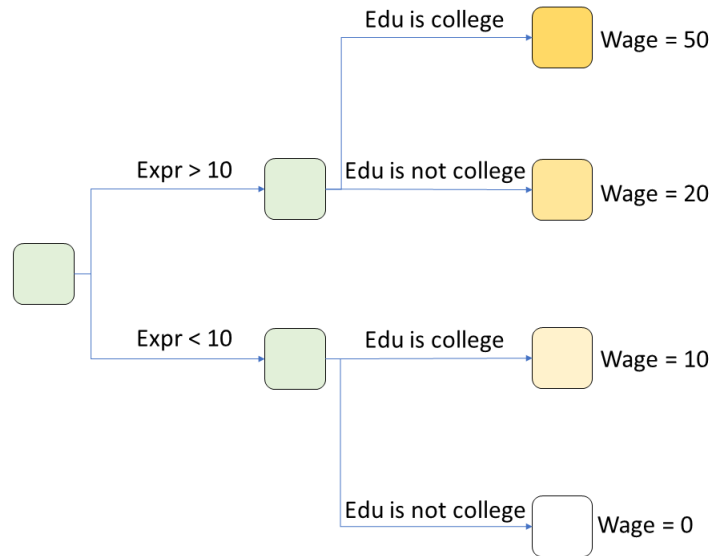 Edu is college
Wage = 50
Expr > 10
Edu is not college
Wage = 20
Expr < 10
Edu is college
Wage = 10
Edu is not college
Wage = 0